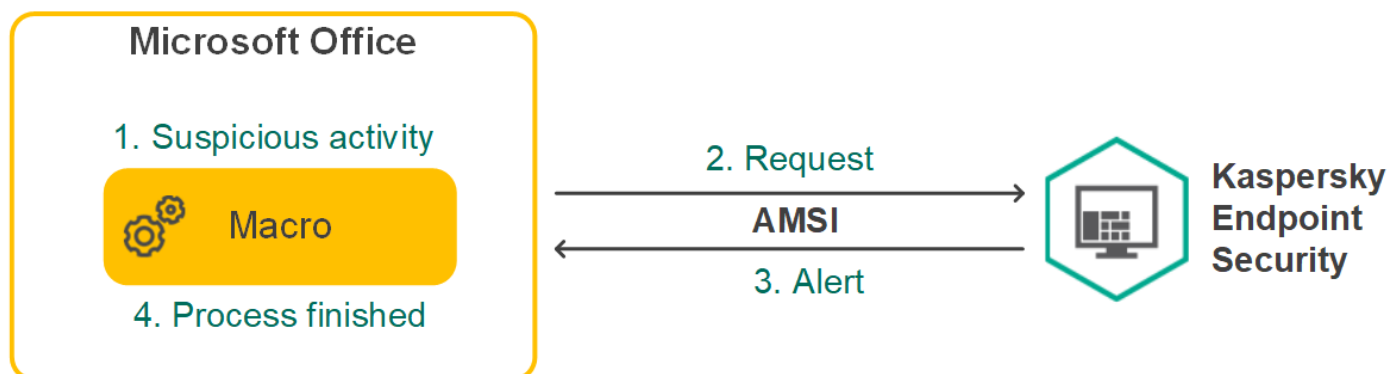 Microsoft Office
1. Suspicious activity
Macro
4. Process finished
2. Request
AMSI
3. Alert
Kaspersky
Endpoint
Security